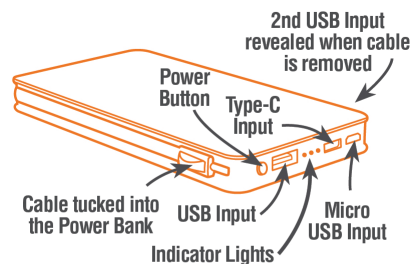 2nd USB Input
revealed when cable
is removed
Power
Button
Type-C
Input
Cable tucked into
the Power Bank
USB Input
Indicator Lights
Micro
USB Input